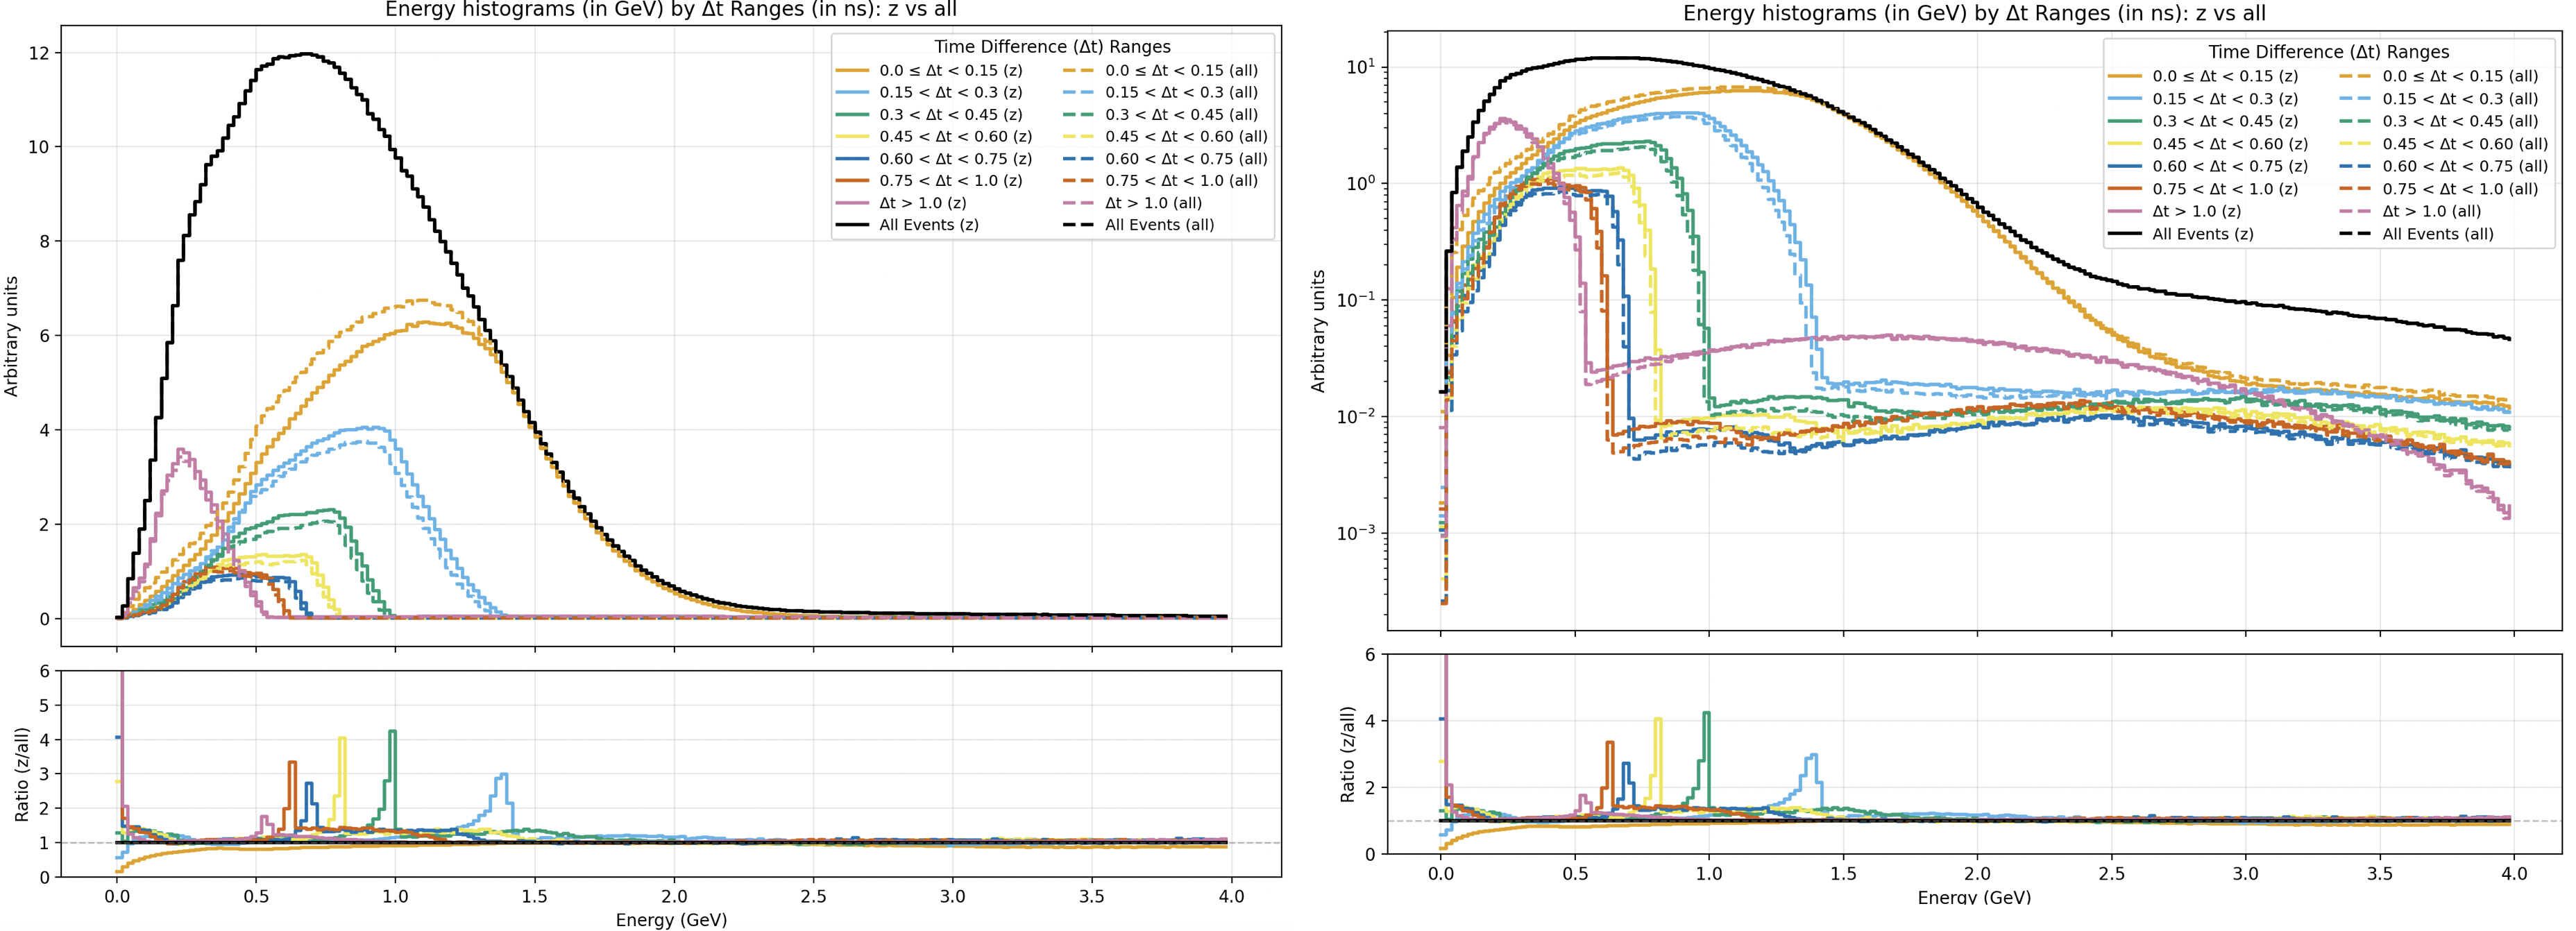 Energy histograms (in GeV) by Δt Ranges (in ns): z vs all
Time Difference (Δt) Ranges
0.0 ≤ Δt < 0.15 (z) 0.0 ≤ Δt < 0.15 (all)
0.15 < Δt < 0.3 (z) 0.15 < Δt < 0.3 (all)
0.3 < Δt < 0.45 (z) 0.3 < Δt < 0.45 (all)
0.45 < Δt < 0.60 (z) 0.45 < Δt < 0.60 (all)
0.60 < Δt < 0.75 (z) 0.60 < Δt < 0.75 (all)
0.75 < Δt < 1.0 (z) 0.75 < Δt < 1.0 (all)
Δt > 1.0 (z) Δt > 1.0 (all)
All Events (z) All Events (all)
Arbitrary units
12
10
8
6
4
2
0
Ratio (z/all)
6
5
4
3
2
1
0
0.0 0.5 1.0 1.5 2.0 2.5 3.0 3.5 4.0
Energy (GeV)
Energy histograms (in GeV) by Δt Ranges (in ns): z vs all
Time Difference (Δt) Ranges
0.0 ≤ Δt < 0.15 (z) 0.0 ≤ Δt < 0.15 (all)
0.15 < Δt < 0.3 (z) 0.15 < Δt < 0.3 (all)
0.3 < Δt < 0.45 (z) 0.3 < Δt < 0.45 (all)
0.45 < Δt < 0.60 (z) 0.45 < Δt < 0.60 (all)
0.60 < Δt < 0.75 (z) 0.60 < Δt < 0.75 (all)
0.75 < Δt < 1.0 (z) 0.75 < Δt < 1.0 (all)
Δt > 1.0 (z) Δt > 1.0 (all)
All Events (z) All Events (all)
Arbitrary units
10¹
10⁰
10⁻¹
10⁻²
10⁻³
Ratio (z/all)
6
4
2
0
0.0 0.5 1.0 1.5 2.0 2.5 3.0 3.5 4.0
Energy (GeV)